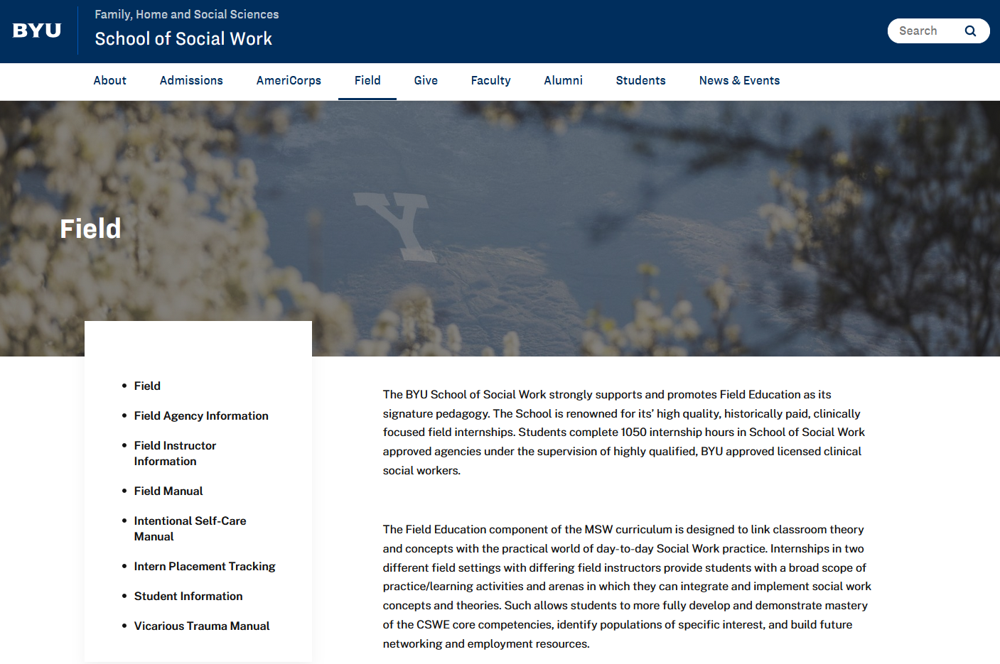 BYU
Family, Home and Social Sciences
School of Social Work
Search
About Admissions AmeriCorps Field Give Faculty Alumni Students News & Events
Y
Field
Field
Field Agency Information
Field Instructor
Information
Field Manual
Intentional Self-Care
Manual
Intern Placement Tracking
Student Information
Vicarious Trauma Manual
The BYU School of Social Work strongly supports and promotes Field Education as its
signature pedagogy. The School is renowned for its’ high quality, historically paid, clinically
focused field internships. Students complete 1050 internship hours in School of Social Work
approved agencies under the supervision of highly qualified, BYU approved licensed clinical
social workers.
The Field Education component of the MSW curriculum is designed to link classroom theory
and concepts with the practical world of day-to-day Social Work practice. Internships in two
different field settings with differing field instructors provide students with a broad scope of
practice/learning activities and arenas in which they can integrate and implement social work
concepts and theories. Such allows students to more fully develop and demonstrate mastery
of the CSWE core competencies, identify populations of specific interest, and build future
networking and employment resources.